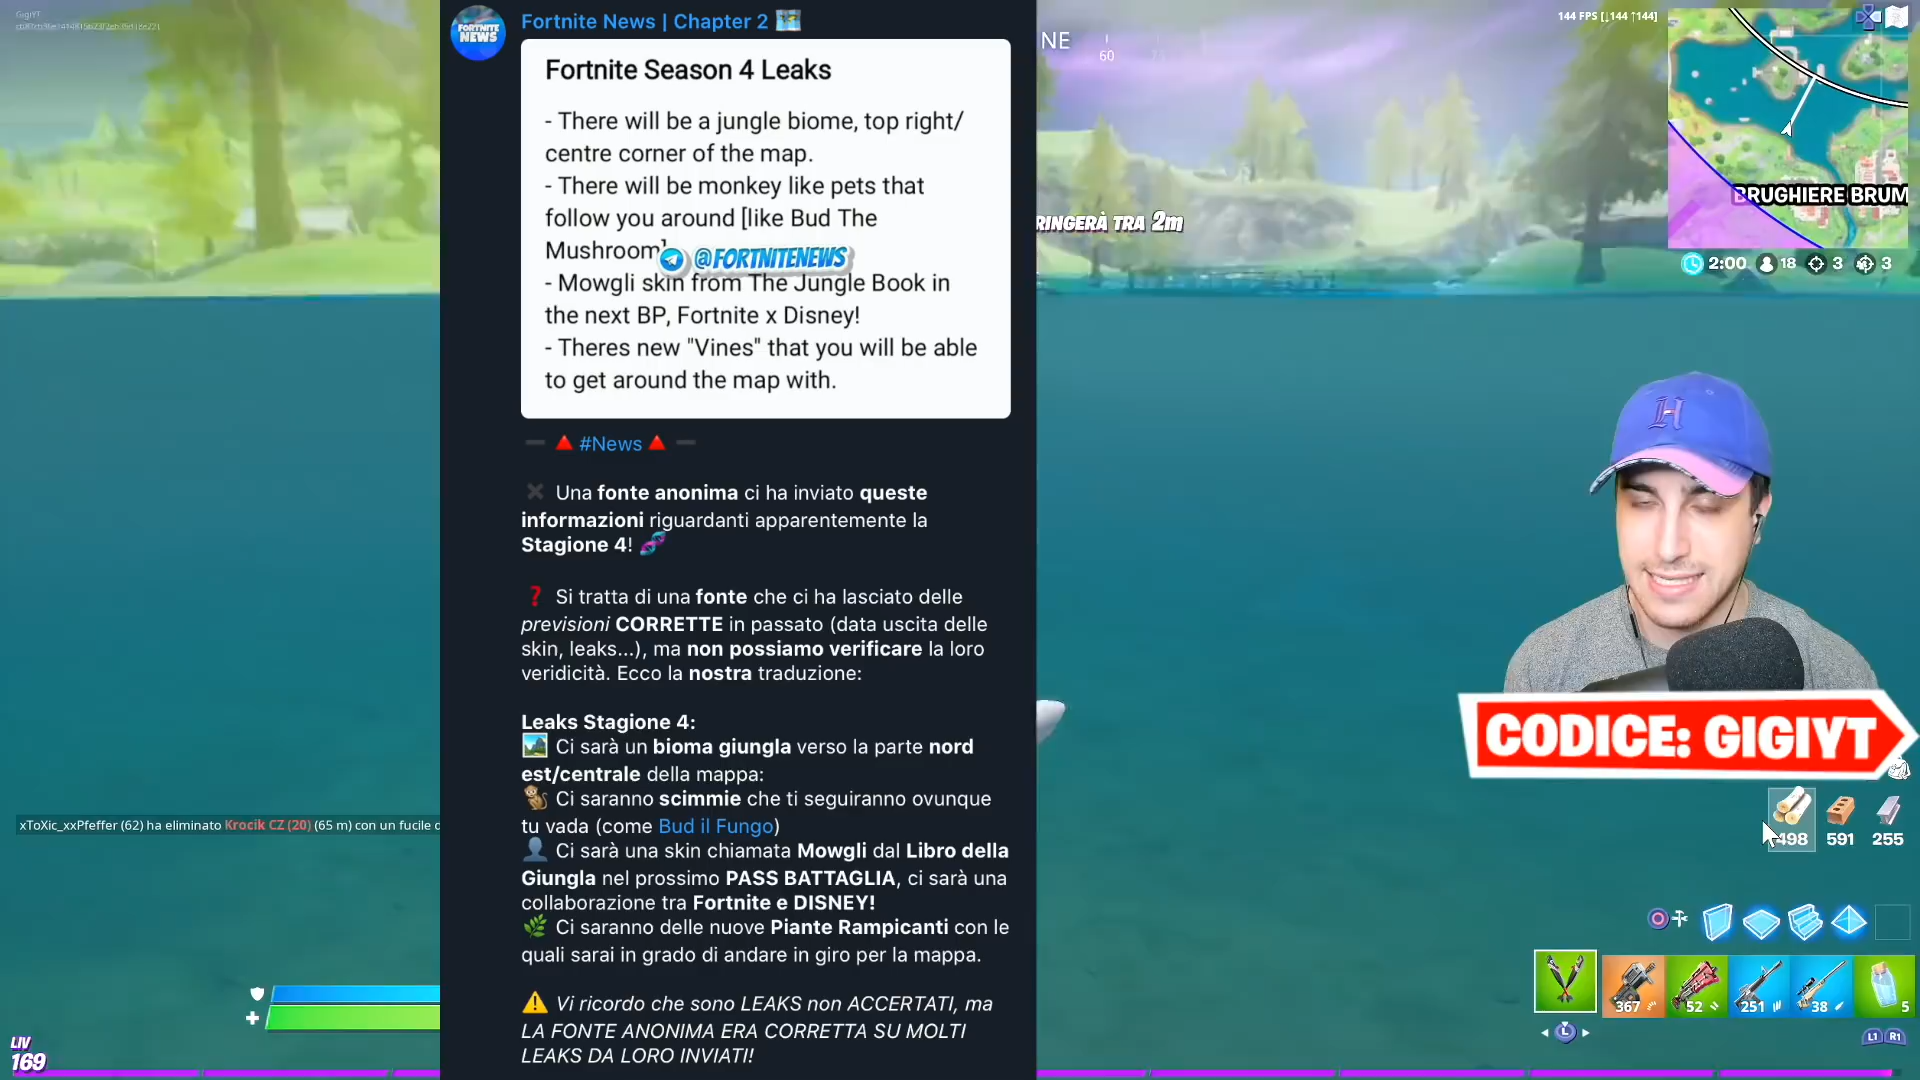 GigiYT
FORTNITE NEWS
Fortnite News | Chapter 2
Fortnite Season 4 Leaks
- There will be a jungle biome, top right/
centre corner of the map.
- There will be monkey like pets that
follow you around [like Bud The
Mushroom]
@FORTNITENEWS
- Mowgli skin from The Jungle Book in
the next BP, Fortnite x Disney!
- Theres new "Vines" that you will be able
to get around the map with.
#News
Una fonte anonima ci ha inviato queste
informazioni riguardanti apparentemente la
Stagione 4!
Si tratta di una fonte che ci ha lasciato delle
previsioni CORRETTE in passato (data uscita delle
skin, leaks...), ma non possiamo verificare la loro
veridicità. Ecco la nostra traduzione:
Leaks Stagione 4:
Ci sarà un bioma giungla verso la parte nord
est/centrale della mappa:
Ci saranno scimmie che ti seguiranno ovunque
tu vada (come Bud il Fungo)
Ci sarà una skin chiamata Mowgli dal Libro della
Giungla nel prossimo PASS BATTAGLIA, ci sarà una
collaborazione tra Fortnite e DISNEY!
Ci saranno delle nuove Piante Rampicanti con le
quali sarai in grado di andare in giro per la mappa.
Vi ricordo che sono LEAKS non ACCERTATI, ma
LA FONTE ANONIMA ERA CORRETTA SU MOLTI
LEAKS DA LORO INVIATI!
NE
60
RINGERÀ TRA 2m
144 FPS [↓144 ↑144]
BRUGHIERE BRUM
2:00 18 3 3
H
CODICE: GIGIYT
498 591 255
xToXic_xxPfeffer (62) ha eliminato Krocik CZ (20) (65 m) con un fucile d
367 52 251 38 5
L
L1 R1
LIV
169